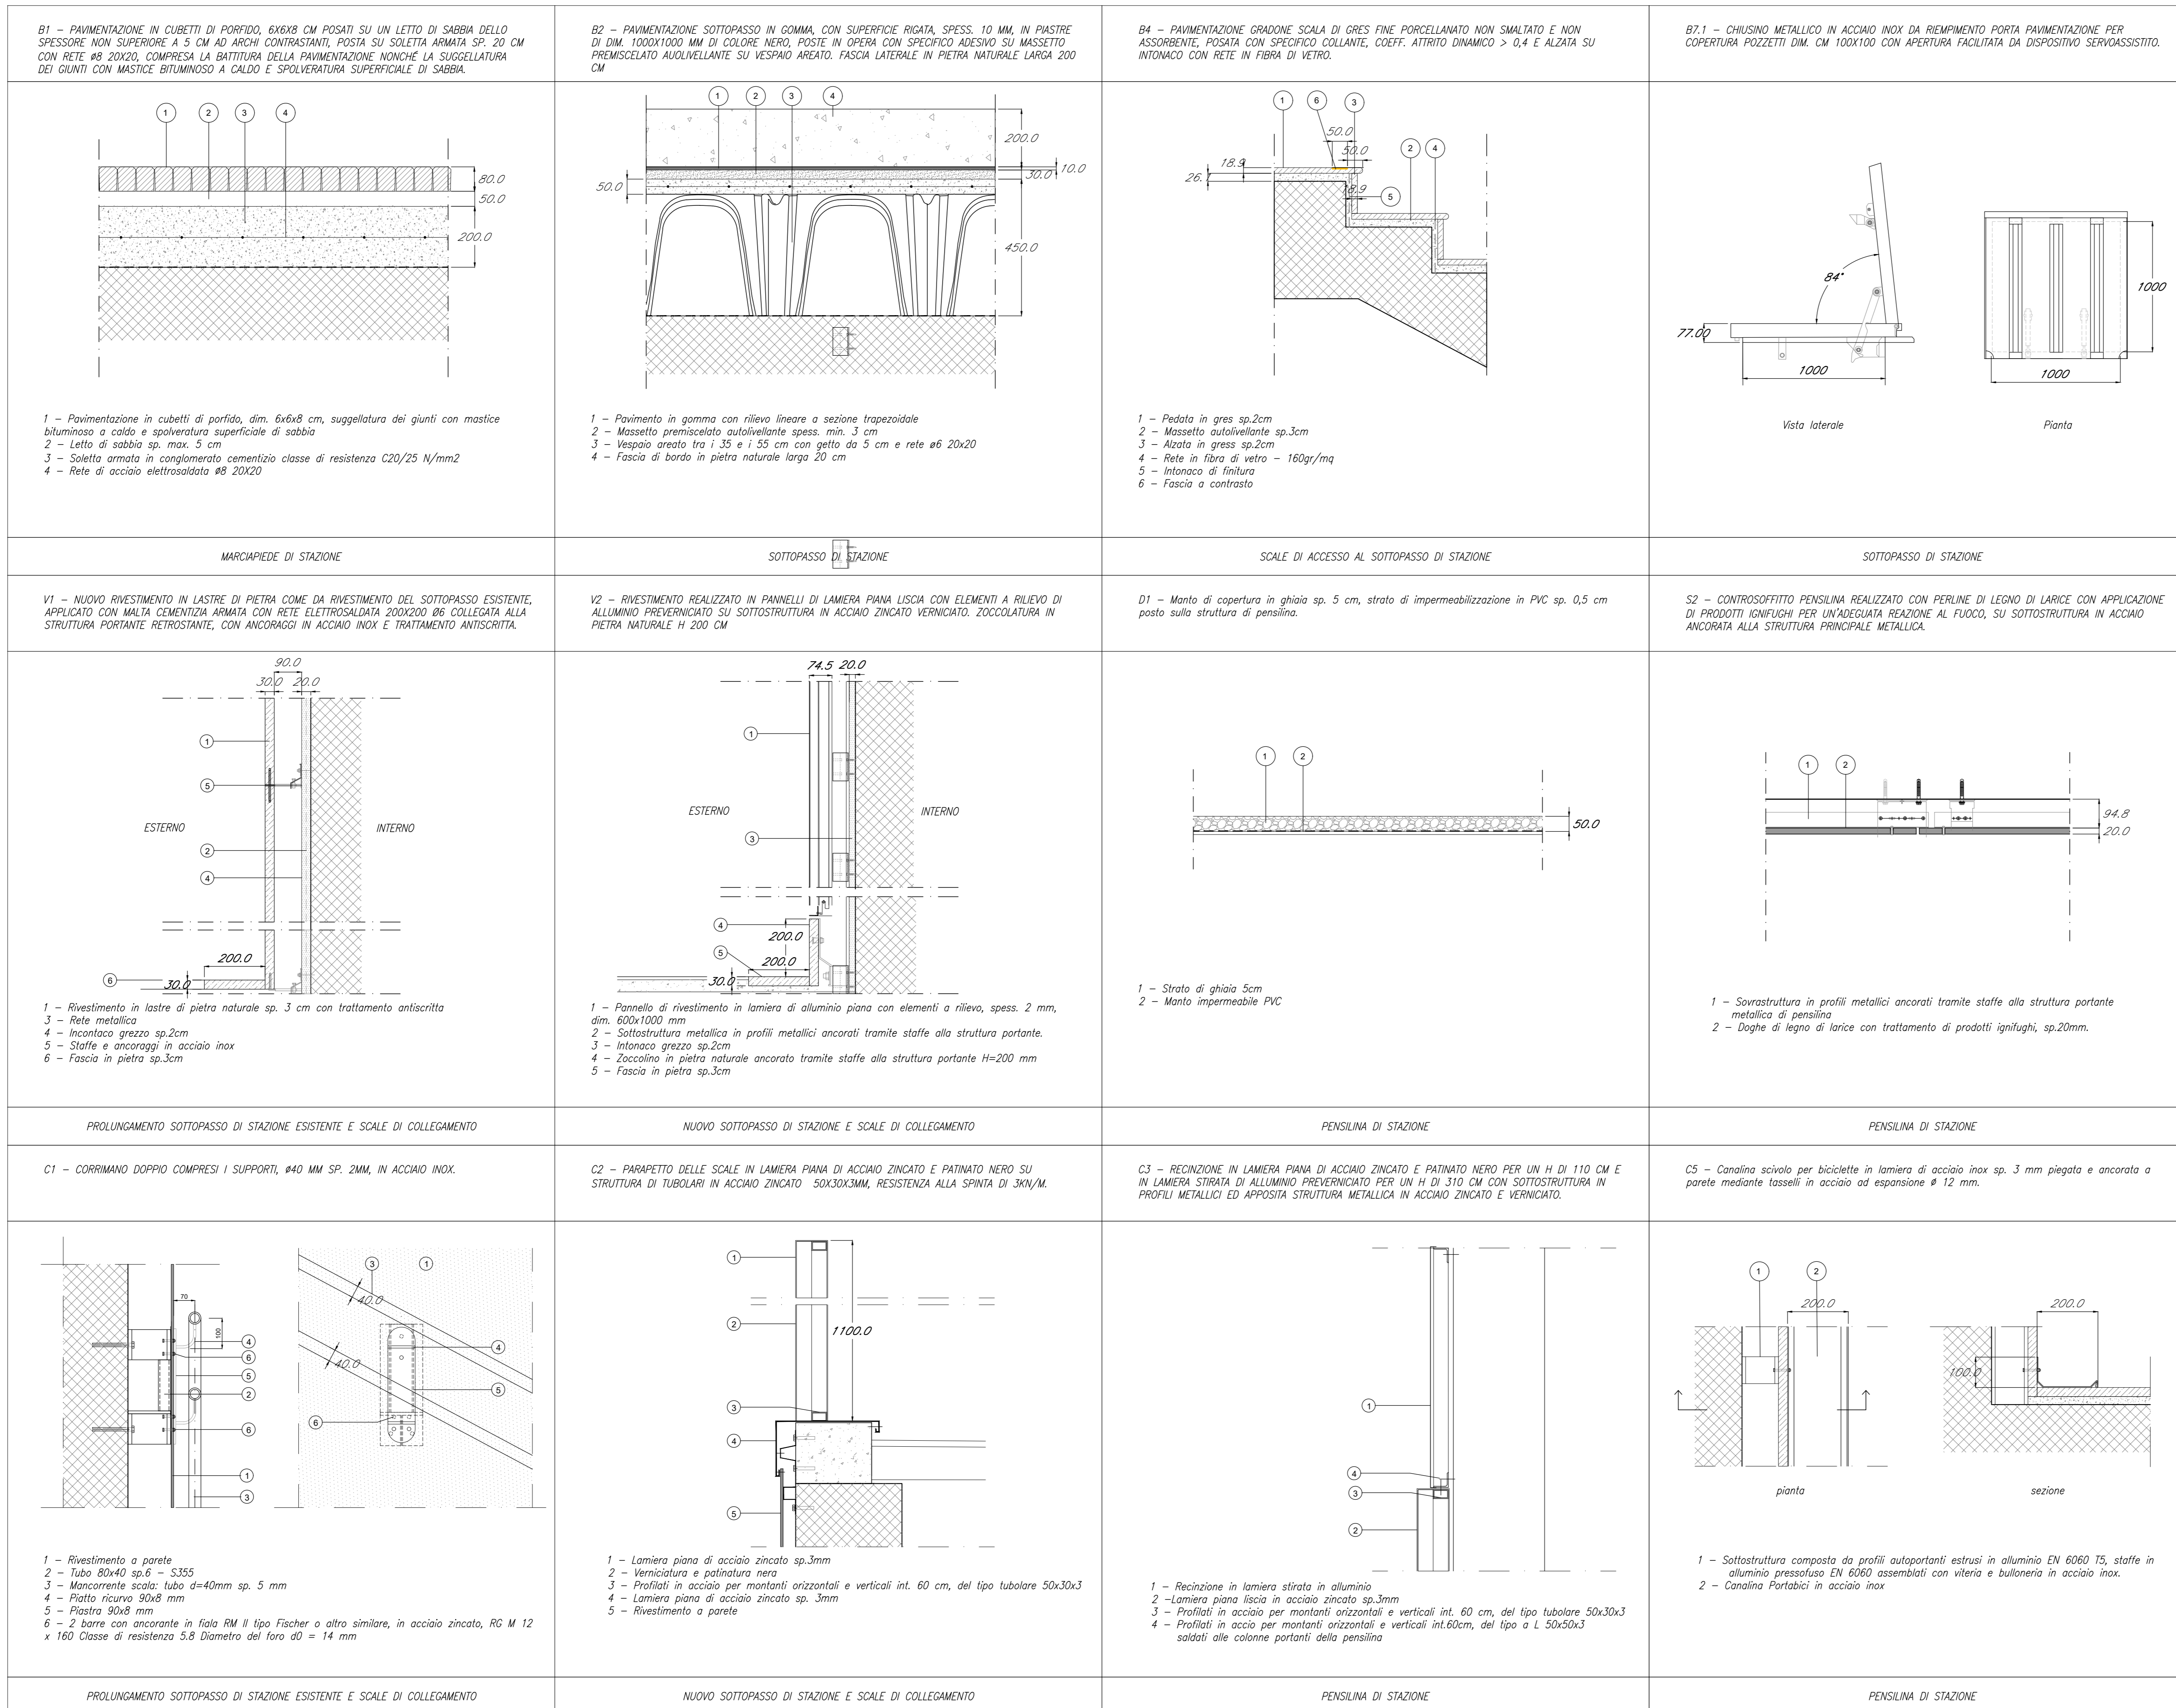 B1 – PAVIMENTAZIONE IN CUBETTI DI PORFIDO, 6X6X8 CM POSATI SU UN LETTO DI SABBIA DELLO
SPESSORE NON SUPERIORE A 5 CM AD ARCHI CONTRASTANTI, POSTA SU SOLETTA ARMATA SP. 20 CM
CON RETE Ø8 20X20, COMPRESA LA BATTITURA DELLA PAVIMENTAZIONE NONCHÉ LA SUGGELLATURA
DEI GIUNTI CON MASTICE BITUMINOSO A CALDO E SPOLVERATURA SUPERFICIALE DI SABBIA.
1
2
3
4
80.0
50.0
200.0
1 – Pavimentazione in cubetti di porfido, dim. 6x6x8 cm, suggellatura dei giunti con mastice
bituminoso a caldo e spolveratura superficiale di sabbia
2 – Letto di sabbia sp. max. 5 cm
3 – Soletta armata in conglomerato cementizio classe di resistenza C20/25 N/mm2
4 – Rete di acciaio elettrosaldata Ø8 20X20
MARCIAPIEDE DI STAZIONE
B2 – PAVIMENTAZIONE SOTTOPASSO IN GOMMA, CON SUPERFICIE RIGATA, SPESS. 10 MM, IN PIASTRE
DI DIM. 1000X1000 MM DI COLORE NERO, POSTE IN OPERA CON SPECIFICO ADESIVO SU MASSETTO
PREMISCELATO AUOLIVELLANTE SU VESPAIO AREATO. FASCIA LATERALE IN PIETRA NATURALE LARGA 200
CM
1
2
3
4
200.0
10.0
30.0
50.0
450.0
1 – Pavimento in gomma con rilievo lineare a sezione trapezoidale
2 – Massetto premiscelato autolivellante spess. min. 3 cm
3 – Vespaio areato tra i 35 e i 55 cm con getto da 5 cm e rete ø6 20x20
4 – Fascia di bordo in pietra naturale larga 20 cm
SOTTOPASSO DI STAZIONE
B4 – PAVIMENTAZIONE GRADONE SCALA DI GRES FINE PORCELLANATO NON SMALTATO E NON
ASSORBENTE, POSATA CON SPECIFICO COLLANTE, COEFF. ATTRITO DINAMICO > 0,4 E ALZATA SU
INTONACO CON RETE IN FIBRA DI VETRO.
1
6
3
50.0
50.0
2
4
18.9
26.
18.9
5
1 – Pedata in gres sp.2cm
2 – Massetto autolivellante sp.3cm
3 – Alzata in gress sp.2cm
4 – Rete in fibra di vetro – 160gr/mq
5 – Intonaco di finitura
6 – Fascia a contrasto
SCALE DI ACCESSO AL SOTTOPASSO DI STAZIONE
B7.1 – CHIUSINO METALLICO IN ACCIAIO INOX DA RIEMPIMENTO PORTA PAVIMENTAZIONE PER
COPERTURA POZZETTI DIM. CM 100X100 CON APERTURA FACILITATA DA DISPOSITIVO SERVOASSISTITO.
84°
77.00
1000
1000
1000
Vista laterale
Pianta
SOTTOPASSO DI STAZIONE
V1 – NUOVO RIVESTIMENTO IN LASTRE DI PIETRA COME DA RIVESTIMENTO DEL SOTTOPASSO ESISTENTE,
APPLICATO CON MALTA CEMENTIZIA ARMATA CON RETE ELETTROSALDATA 200X200 Ø6 COLLEGATA ALLA
STRUTTURA PORTANTE RETROSTANTE, CON ANCORAGGI IN ACCIAIO INOX E TRATTAMENTO ANTISCRITTA.
90.0
30.0 20.0
1
5
ESTERNO
INTERNO
2
4
200.0
6
30.0
1 – Rivestimento in lastre di pietra naturale sp. 3 cm con trattamento antiscritta
3 – Rete metallica
4 – Incontaco grezzo sp.2cm
5 – Staffe e ancoraggi in acciaio inox
6 – Fascia in pietra sp.3cm
PROLUNGAMENTO SOTTOPASSO DI STAZIONE ESISTENTE E SCALE DI COLLEGAMENTO
V2 – RIVESTIMENTO REALIZZATO IN PANNELLI DI LAMIERA PIANA LISCIA CON ELEMENTI A RILIEVO DI
ALLUMINIO PREVERNICIATO SU SOTTOSTRUTTURA IN ACCIAIO ZINCATO VERNICIATO. ZOCCOLATURA IN
PIETRA NATURALE H 200 CM
74.5 20.0
1
ESTERNO
INTERNO
3
4
200.0
5
200.0
30.0
1 – Pannello di rivestimento in lamiera di alluminio piana con elementi a rilievo, spess. 2 mm,
dim. 600x1000 mm
2 – Sottostruttura metallica in profili metallici ancorati tramite staffe alla struttura portante.
3 – Intonaco grezzo sp.2cm
4 – Zoccolino in pietra naturale ancorato tramite staffe alla struttura portante H=200 mm
5 – Fascia in pietra sp.3cm
NUOVO SOTTOPASSO DI STAZIONE E SCALE DI COLLEGAMENTO
D1 – Manto di copertura in ghiaia sp. 5 cm, strato di impermeabilizzazione in PVC sp. 0,5 cm
posto sulla struttura di pensilina.
1
2
50.0
1 – Strato di ghiaia 5cm
2 – Manto impermeabile PVC
PENSILINA DI STAZIONE
S2 – CONTROSOFFITTO PENSILINA REALIZZATO CON PERLINE DI LEGNO DI LARICE CON APPLICAZIONE
DI PRODOTTI IGNIFUGHI PER UN'ADEGUATA REAZIONE AL FUOCO, SU SOTTOSTRUTTURA IN ACCIAIO
ANCORATA ALLA STRUTTURA PRINCIPALE METALLICA.
1
2
94.8
20.0
1 – Sovrastruttura in profili metallici ancorati tramite staffe alla struttura portante
metallica di pensilina
2 – Doghe di legno di larice con trattamento di prodotti ignifughi, sp.20mm.
PENSILINA DI STAZIONE
C1 – CORRIMANO DOPPIO COMPRESI I SUPPORTI, Ø40 MM SP. 2MM, IN ACCIAIO INOX.
70
100
4
6
5
2
6
1
3
3
1
40.0
40.0
4
5
6
1 – Rivestimento a parete
2 – Tubo 80x40 sp.6 – S355
3 – Mancorrente scala: tubo d=40mm sp. 5 mm
4 – Piatto ricurvo 90x8 mm
5 – Piastra 90x8 mm
6 – 2 barre con ancorante in fiala RM II tipo Fischer o altro similare, in acciaio zincato, RG M 12
x 160 Classe di resistenza 5.8 Diametro del foro d0 = 14 mm
PROLUNGAMENTO SOTTOPASSO DI STAZIONE ESISTENTE E SCALE DI COLLEGAMENTO
C2 – PARAPETTO DELLE SCALE IN LAMIERA PIANA DI ACCIAIO ZINCATO E PATINATO NERO SU
STRUTTURA DI TUBOLARI IN ACCIAIO ZINCATO 50X30X3MM, RESISTENZA ALLA SPINTA DI 3KN/M.
1
2
1100.0
3
4
5
1 – Lamiera piana di acciaio zincato sp.3mm
2 – Verniciatura e patinatura nera
3 – Profilati in acciaio per montanti orizzontali e verticali int. 60 cm, del tipo tubolare 50x30x3
4 – Lamiera piana di acciaio zincato sp. 3mm
5 – Rivestimento a parete
NUOVO SOTTOPASSO DI STAZIONE E SCALE DI COLLEGAMENTO
C3 – RECINZIONE IN LAMIERA PIANA DI ACCIAIO ZINCATO E PATINATO NERO PER UN H DI 110 CM E
IN LAMIERA STIRATA DI ALLUMINIO PREVERNICIATO PER UN H DI 310 CM CON SOTTOSTRUTTURA IN
PROFILI METALLICI ED APPOSITA STRUTTURA METALLICA IN ACCIAIO ZINCATO E VERNICIATO.
1
4
3
2
1 – Recinzione in lamiera stirata in alluminio
2 –Lamiera piana liscia in acciaio zincato sp.3mm
3 – Profilati in acciaio per montanti orizzontali e verticali int. 60 cm, del tipo tubolare 50x30x3
4 – Profilati in accio per montanti orizzontali e verticali int.60cm, del tipo a L 50x50x3
saldati alle colonne portanti della pensilina
PENSILINA DI STAZIONE
C5 – Canalina scivolo per biciclette in lamiera di acciaio inox sp. 3 mm piegata e ancorata a
parete mediante tasselli in acciaio ad espansione Ø 12 mm.
1
2
200.0
200.0
100.0
pianta
sezione
1 – Sottostruttura composta da profili autoportanti estrusi in alluminio EN 6060 T5, staffe in
alluminio pressofuso EN 6060 assemblati con viteria e bulloneria in acciaio inox.
2 – Canalina Portabici in acciaio inox
PENSILINA DI STAZIONE